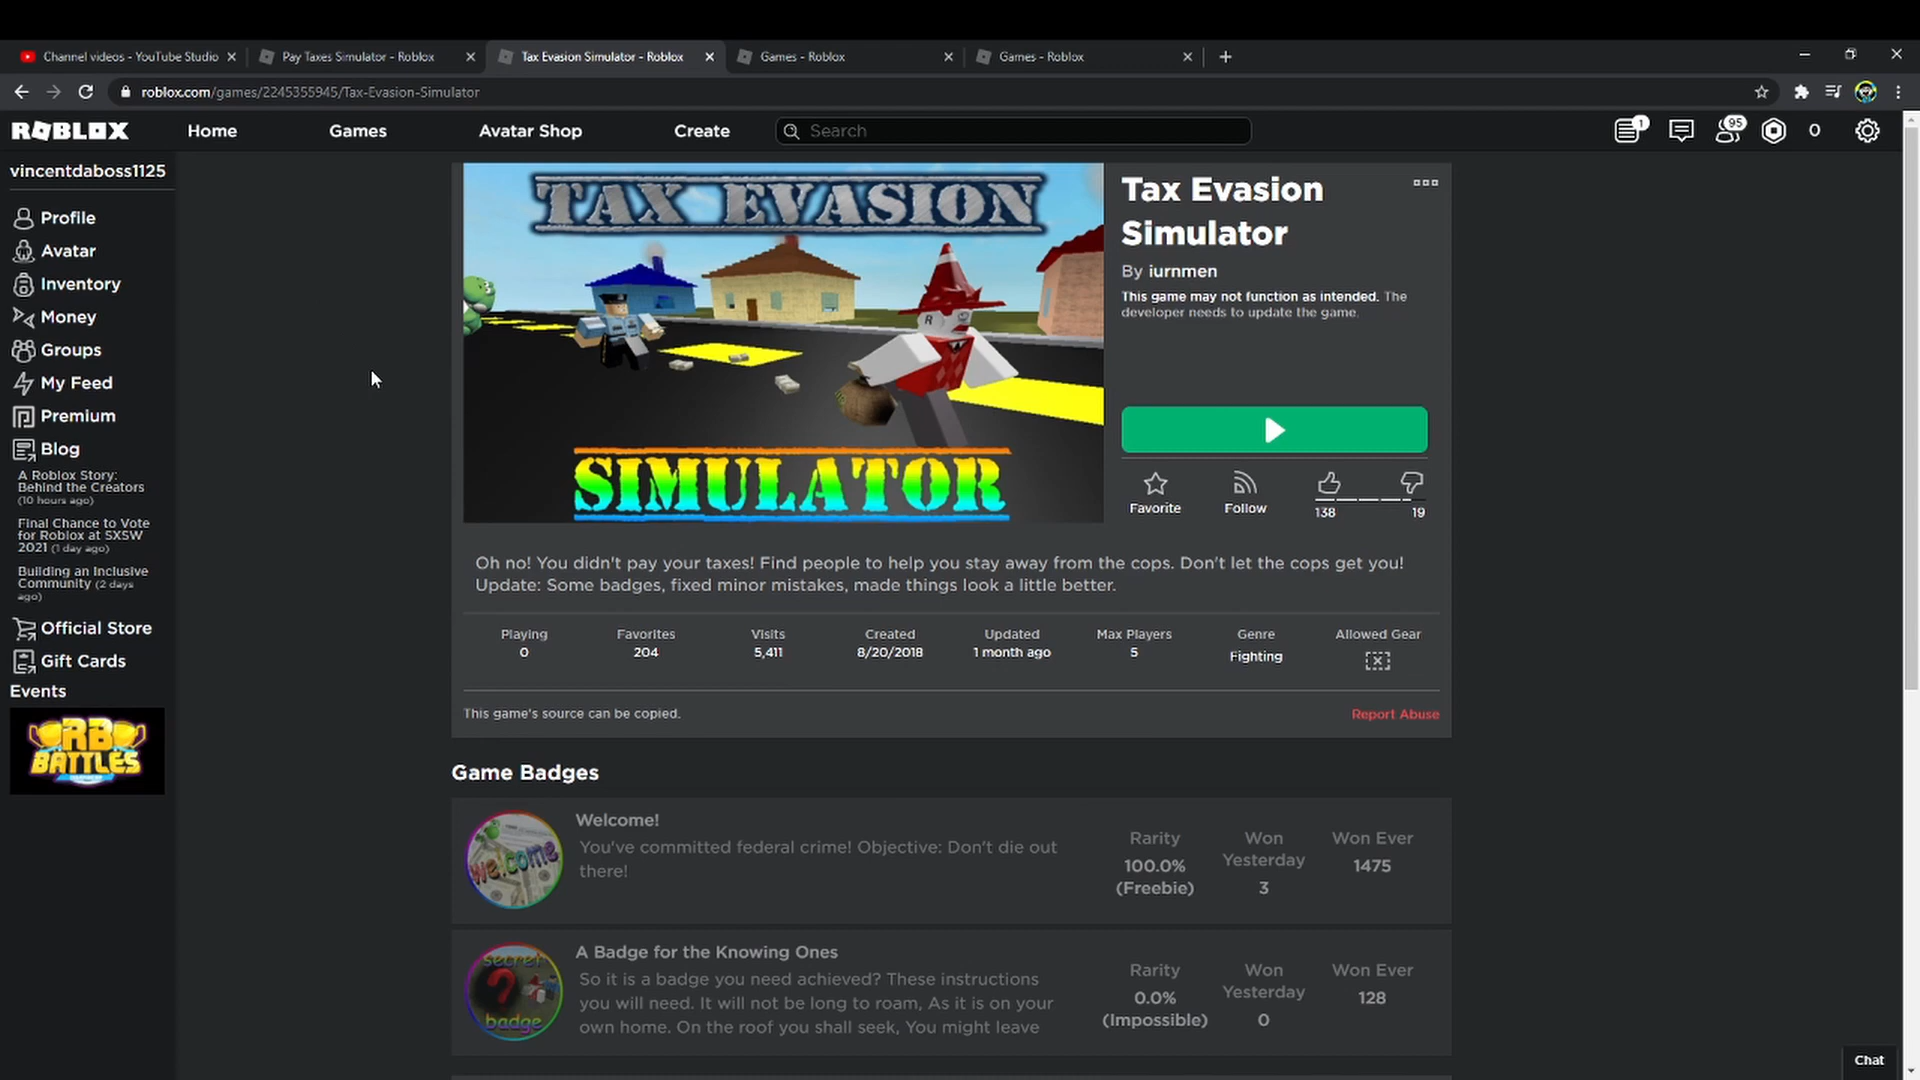 Channel videos - YouTube Studio
Pay Taxes Simulator - Roblox
Tax Evasion Simulator - Roblox
Games - Roblox
Games - Roblox
roblox.com/games/2245355945/Tax-Evasion-Simulator
ROBLOX
Home
Games
Avatar Shop
Create
Search
1
95
0
vincentdaboss1125
Profile
Avatar
Inventory
Money
Groups
My Feed
Premium
Blog
A Roblox Story:
Behind the Creators
(10 hours ago)
Final Chance to Vote
for Roblox at SXSW
2021 (1 day ago)
Building an Inclusive
Community (2 days
ago)
Official Store
Gift Cards
Events
RB
BATTLES
TAX EVASION
R
SIMULATOR
Tax Evasion
Simulator
By iurnmen
This game may not function as intended. The
developer needs to update the game.
Favorite
Follow
138
19
Oh no! You didn't pay your taxes! Find people to help you stay away from the cops. Don't let the cops get you!
Update: Some badges, fixed minor mistakes, made things look a little better.
Playing Favorites Visits Created Updated Max Players Genre Allowed Gear
0 204 5,411 8/20/2018 1 month ago 5 Fighting
This game's source can be copied.
Report Abuse
Game Badges
welcome
Welcome!
You've committed federal crime! Objective: Don't die out
there!
Rarity
100.0%
(Freebie)
Won
Yesterday
3
Won Ever
1475
secret
?
badge
A Badge for the Knowing Ones
So it is a badge you need achieved? These instructions
you will need. It will not be long to roam, As it is on your
own home. On the roof you shall seek, You might leave
Rarity
0.0%
(Impossible)
Won
Yesterday
0
Won Ever
128
Chat